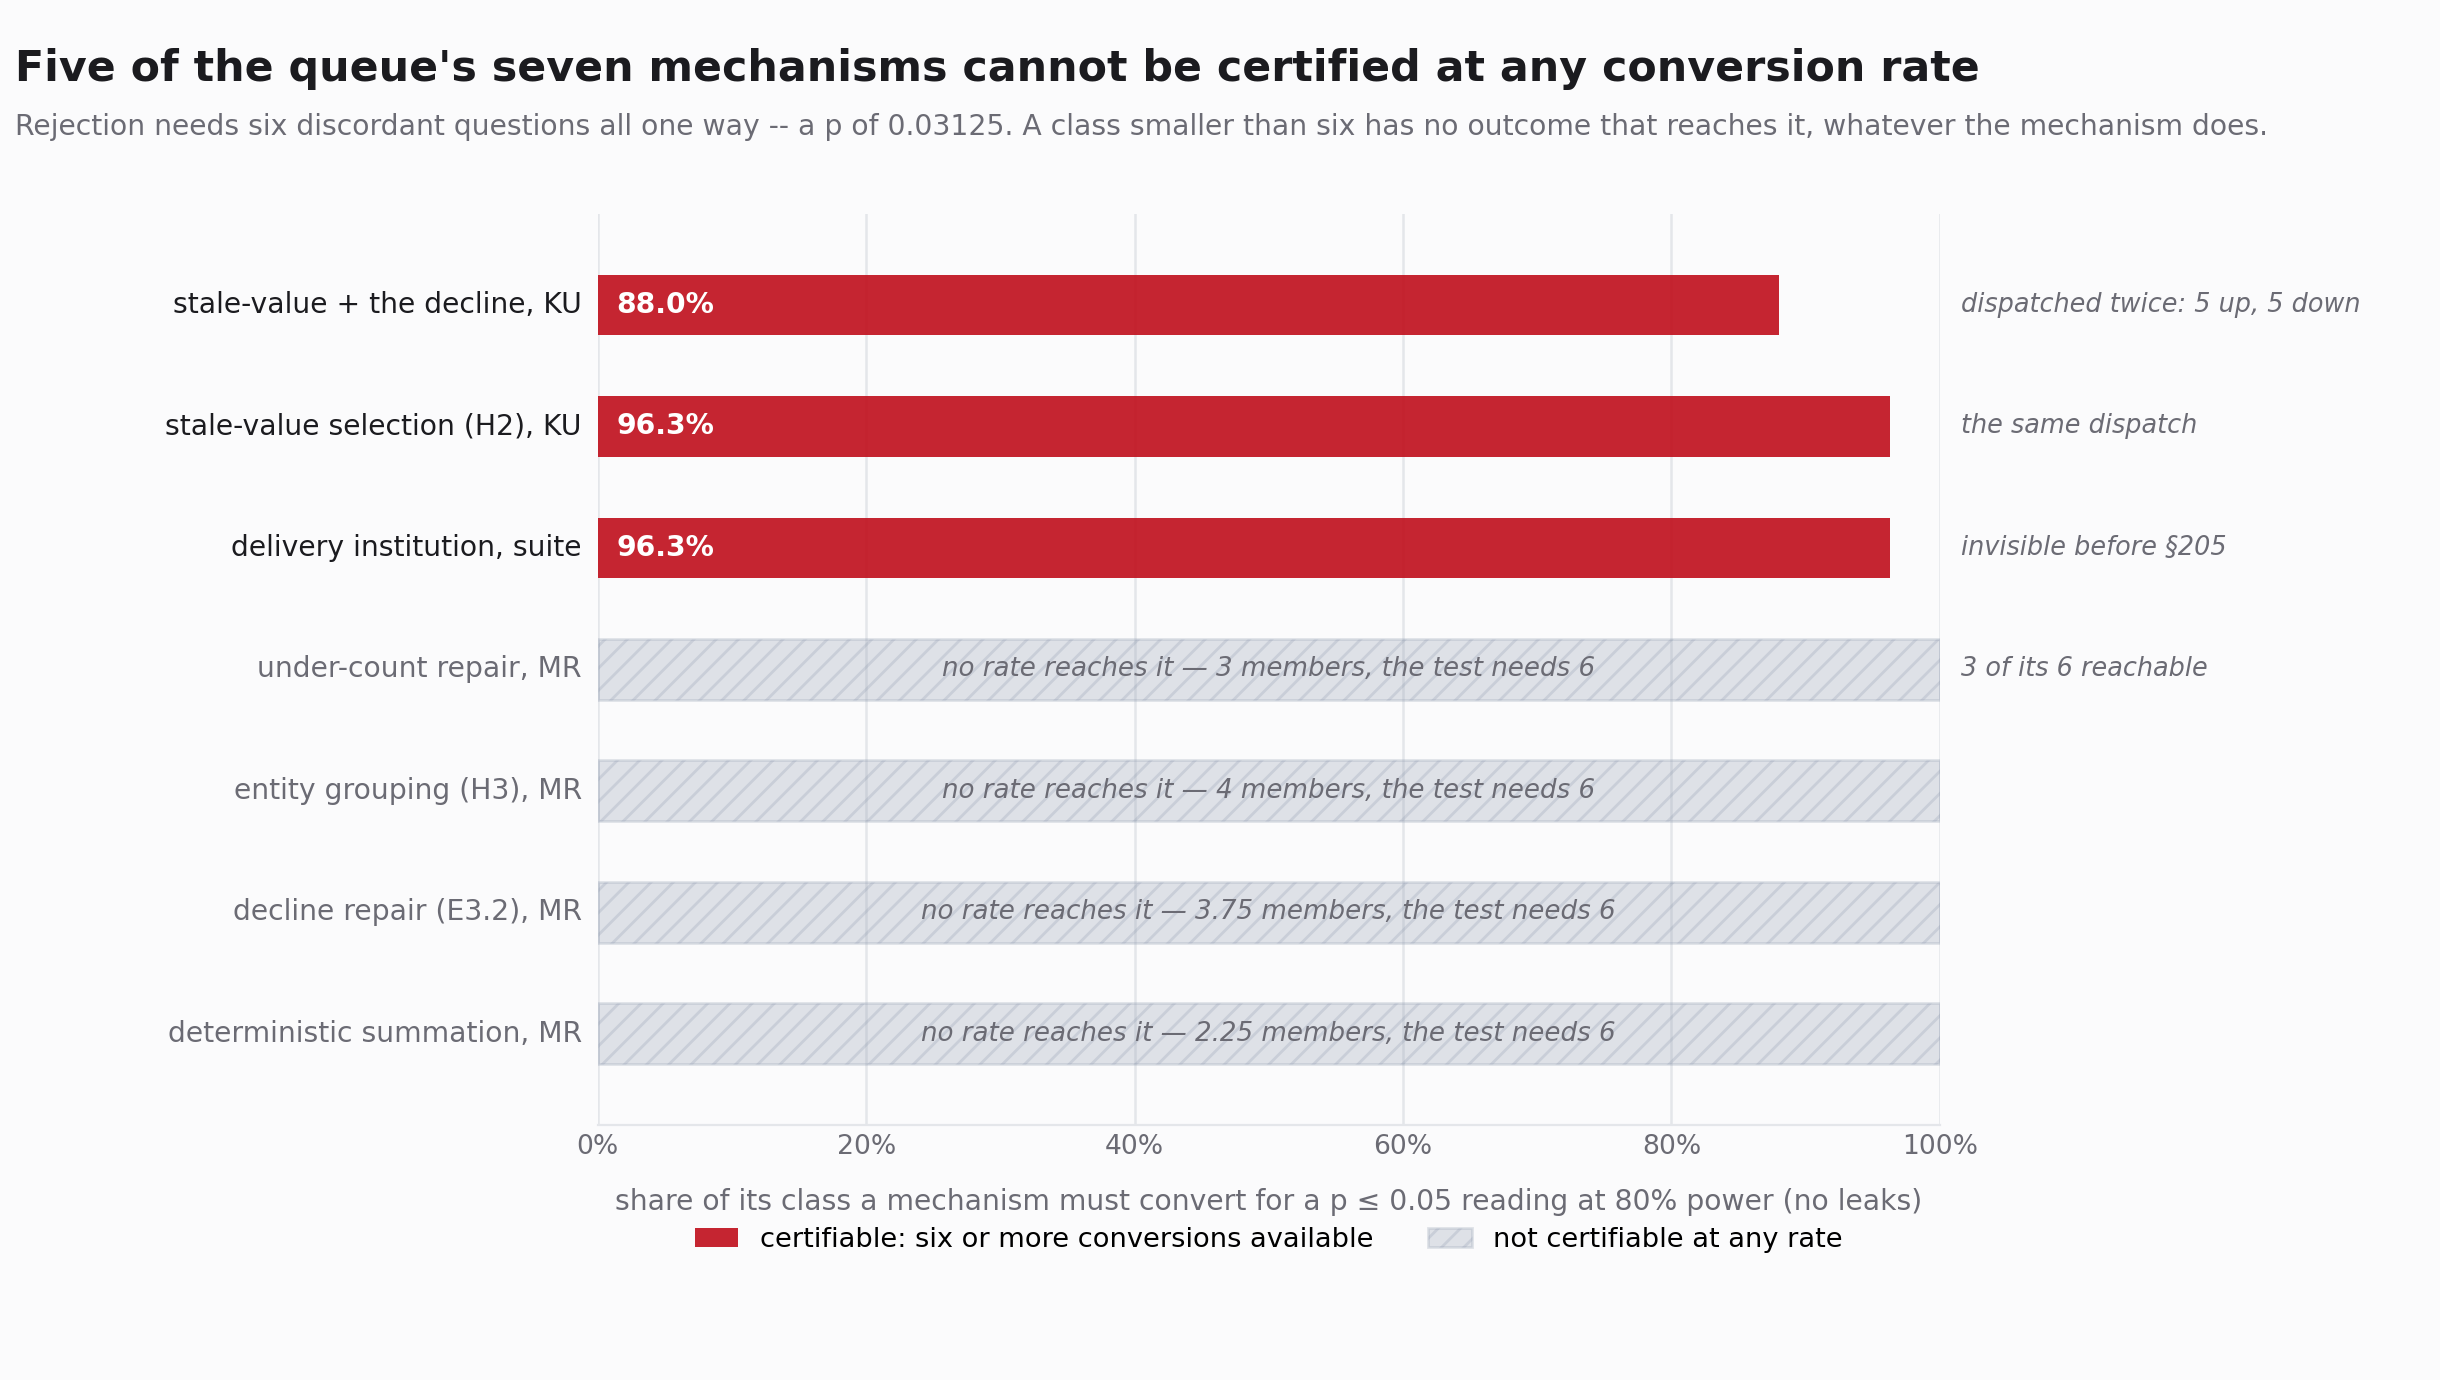 Five of the queue's seven mechanisms cannot be certified at any conversion rate
Rejection needs six discordant questions all one way -- a p of 0.03125. A class smaller than six has no outcome that reaches it, whatever the mechanism does.
stale-value + the decline, KU
88.0%
dispatched twice: 5 up, 5 down
stale-value selection (H2), KU
96.3%
the same dispatch
delivery institution, suite
96.3%
invisible before §205
under-count repair, MR
no rate reaches it — 3 members, the test needs 6
3 of its 6 reachable
entity grouping (H3), MR
no rate reaches it — 4 members, the test needs 6
decline repair (E3.2), MR
no rate reaches it — 3.75 members, the test needs 6
deterministic summation, MR
no rate reaches it — 2.25 members, the test needs 6
0% 20% 40% 60% 80% 100%
share of its class a mechanism must convert for a p ≤ 0.05 reading at 80% power (no leaks)
certifiable: six or more conversions available
not certifiable at any rate